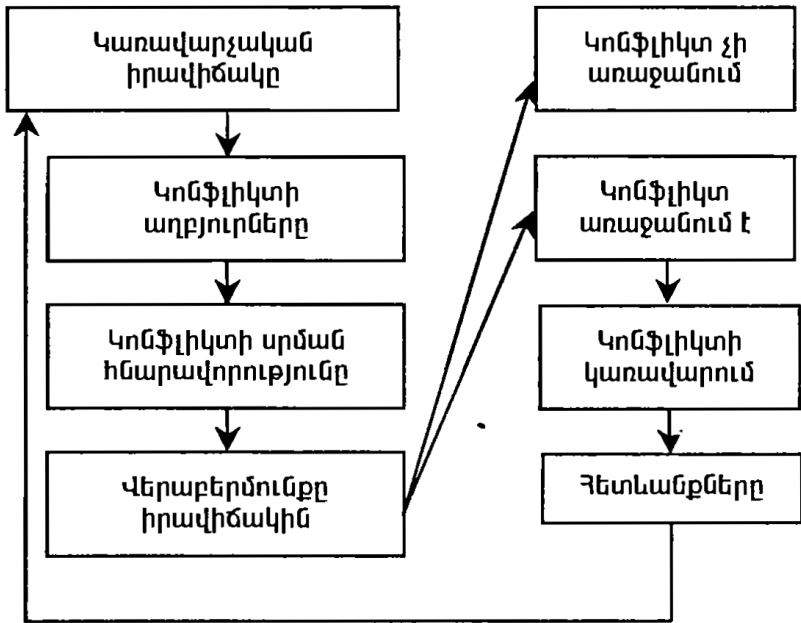 Կառավարչական
իրավիճակը
Կոնֆլիկտի
աղբյուրները
Կոնֆլիկտի սրման
հնարավորությունը
Վերաբերմունքը
իրավիճակին
Կոնֆլիկտ չի
առաջանում
Կոնֆլիկտ
առաջանում է
Կոնֆլիկտի
կառավարում
Հետևանքները